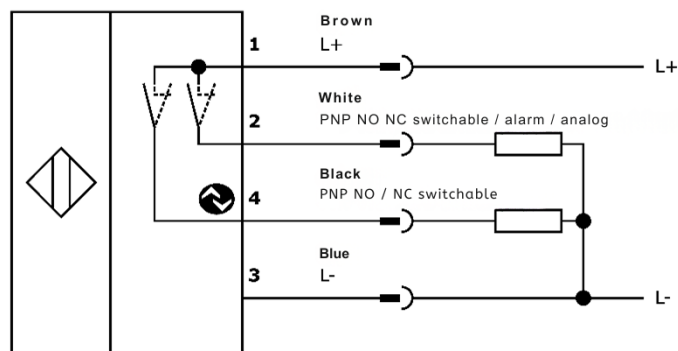 Brown
1 L+
L+
White
2 PNP NO NC switchable / alarm / analog
Black
4 PNP NO / NC switchable
Blue
3 L-
L-